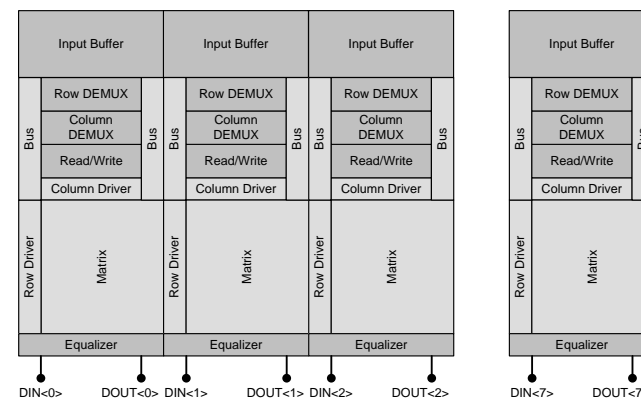 Input Buffer Input Buffer Input Buffer Input Buffer
Row DEMUX Row DEMUX Row DEMUX Row DEMUX
Column Column Column Column
DEMUX DEMUX DEMUX DEMUX
Bus Bus Bus Bus Bus Bus Bus Bus
Read/Write Read/Write Read/Write Read/Write
Column Driver Column Driver Column Driver Column Driver
Row Driver Matrix Row Driver Matrix Row Driver Matrix Row Driver Matrix
Equalizer Equalizer Equalizer Equalizer
DIN<0> DOUT<0> DIN<1> DOUT<1> DIN<2> DOUT<2> DIN<7> DOUT<7